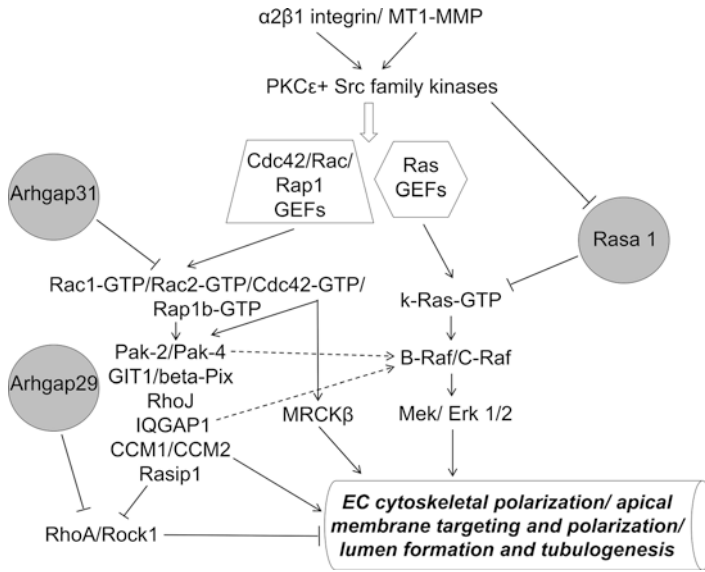 α2β1 integrin/ MT1-MMP
PKCε+ Src family kinases
Cdc42/Rac/
Rap1
GEFs
Ras
GEFs
Arhgap31
Rasa 1
Rac1-GTP/Rac2-GTP/Cdc42-GTP/
Rap1b-GTP
k-Ras-GTP
Pak-2/Pak-4
GIT1/beta-Pix
RhoJ
IQGAP1
CCM1/CCM2
Rasip1
B-Raf/C-Raf
Arhgap29
MRCKβ
Mek/ Erk 1/2
RhoA/Rock1
EC cytoskeletal polarization/ apical
membrane targeting and polarization/
lumen formation and tubulogenesis